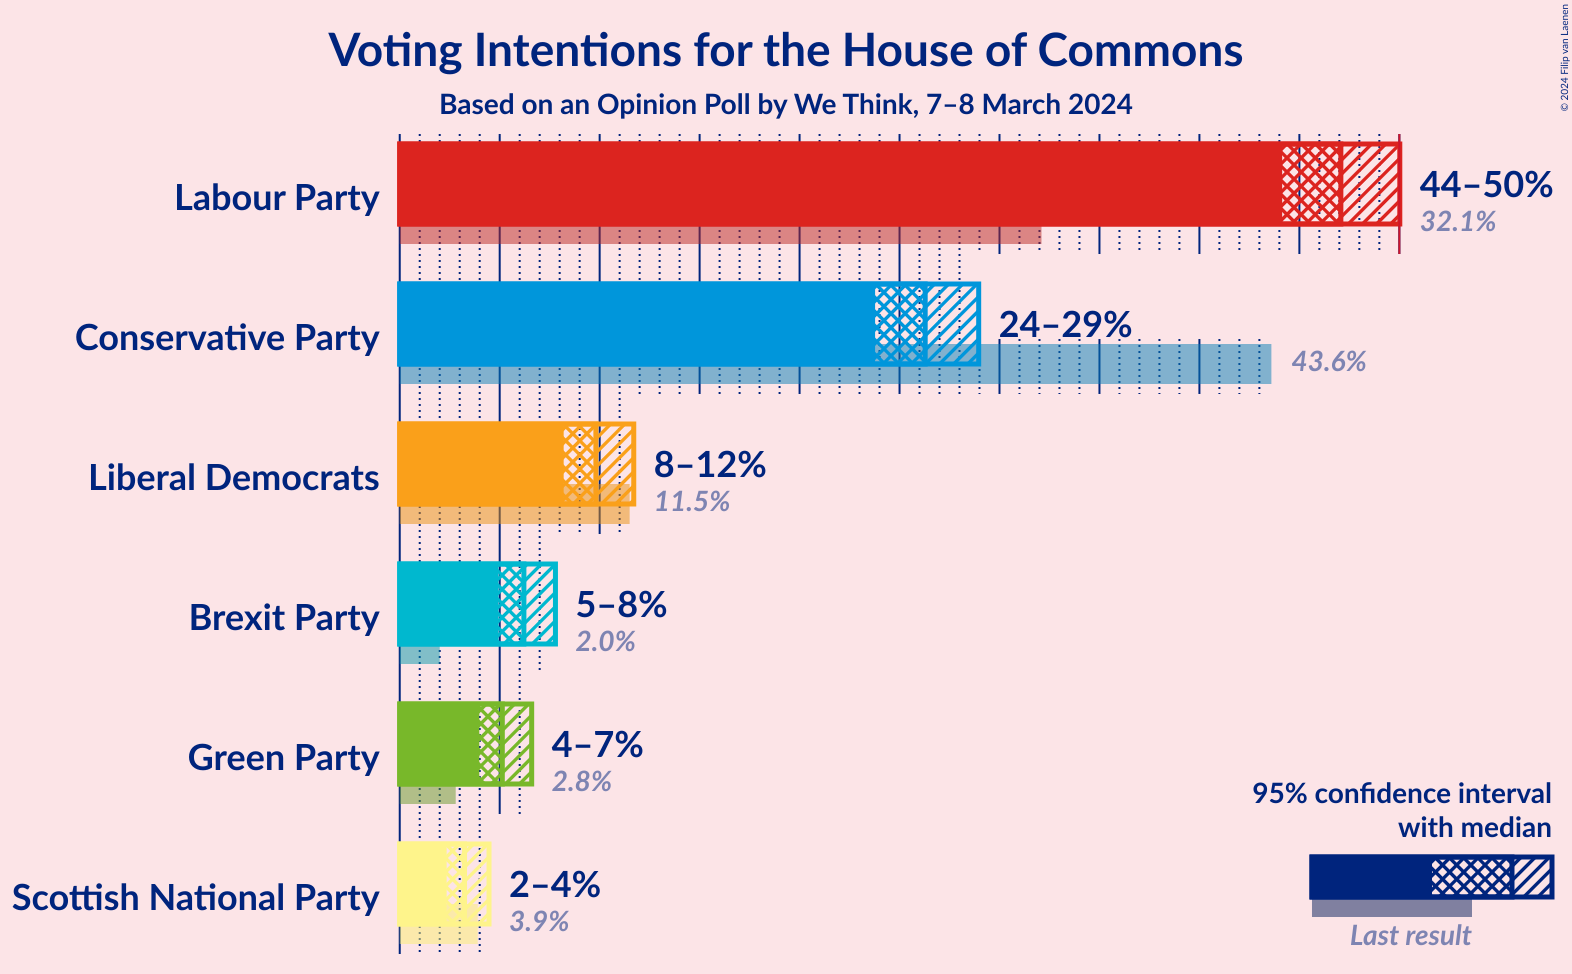 Voting Intentions for the House of Commons
Based on an Opinion Poll by We Think, 7–8 March 2024
© 2024 Filip van Laenen
Labour Party
44–50%
32.1%
Conservative Party
24–29%
43.6%
Liberal Democrats
8–12%
11.5%
Brexit Party
5–8%
2.0%
Green Party
4–7%
2.8%
Scottish National Party
2–4%
3.9%
95% confidence interval
with median
Last result